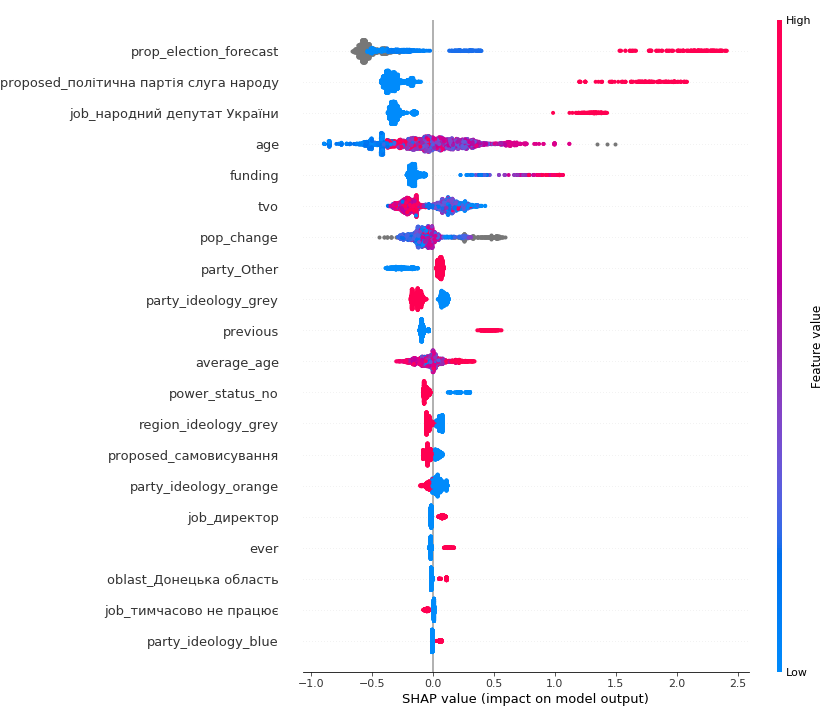 High
prop_election_forecast
proposed_політична партія слуга народу
job_народний депутат України
age
funding
tvo
pop_change
party_Other
party_ideology_grey
previous
average_age
power_status_no
region_ideology_grey
proposed_самовисування
party_ideology_orange
job_директор
ever
oblast_Донецька область
job_тимчасово не працює
party_ideology_blue
Feature value
Low
−1.0 −0.5 0.0 0.5 1.0 1.5 2.0 2.5
SHAP value (impact on model output)